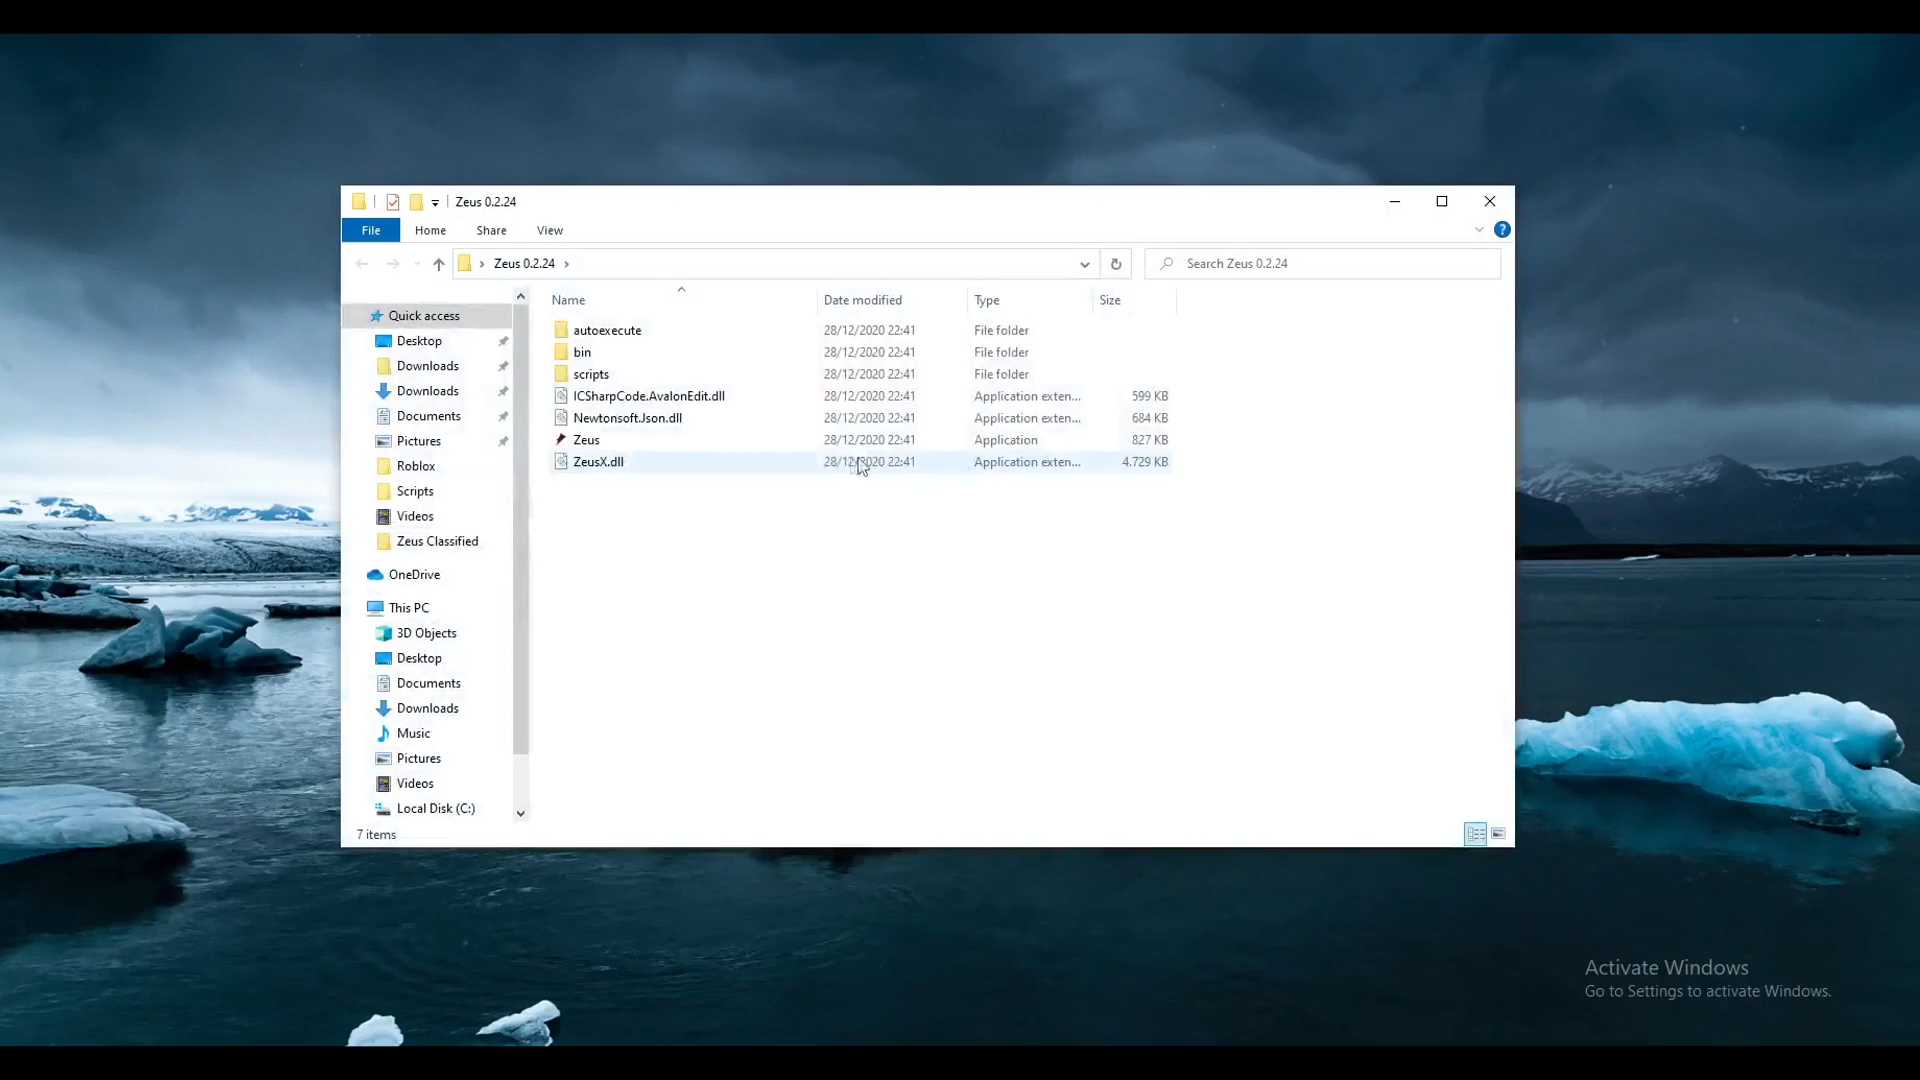 Zeus 0.2.24
File Home Share View
Zeus 0.2.24 Search Zeus 0.2.24
Name Date modified Type Size
Quick access
Desktop
Downloads
Downloads
Documents
Pictures
Roblox
Scripts
Videos
Zeus Classified
OneDrive
This PC
3D Objects
Desktop
Documents
Downloads
Music
Pictures
Videos
Local Disk (C:)
autoexecute 28/12/2020 22:41 File folder
bin 28/12/2020 22:41 File folder
scripts 28/12/2020 22:41 File folder
ICSharpCode.AvalonEdit.dll 28/12/2020 22:41 Application exten... 599 KB
Newtonsoft.Json.dll 28/12/2020 22:41 Application exten... 684 KB
Zeus 28/12/2020 22:41 Application 827 KB
ZeusX.dll 28/12/2020 22:41 Application exten... 4.729 KB
7 items
Activate Windows
Go to Settings to activate Windows.